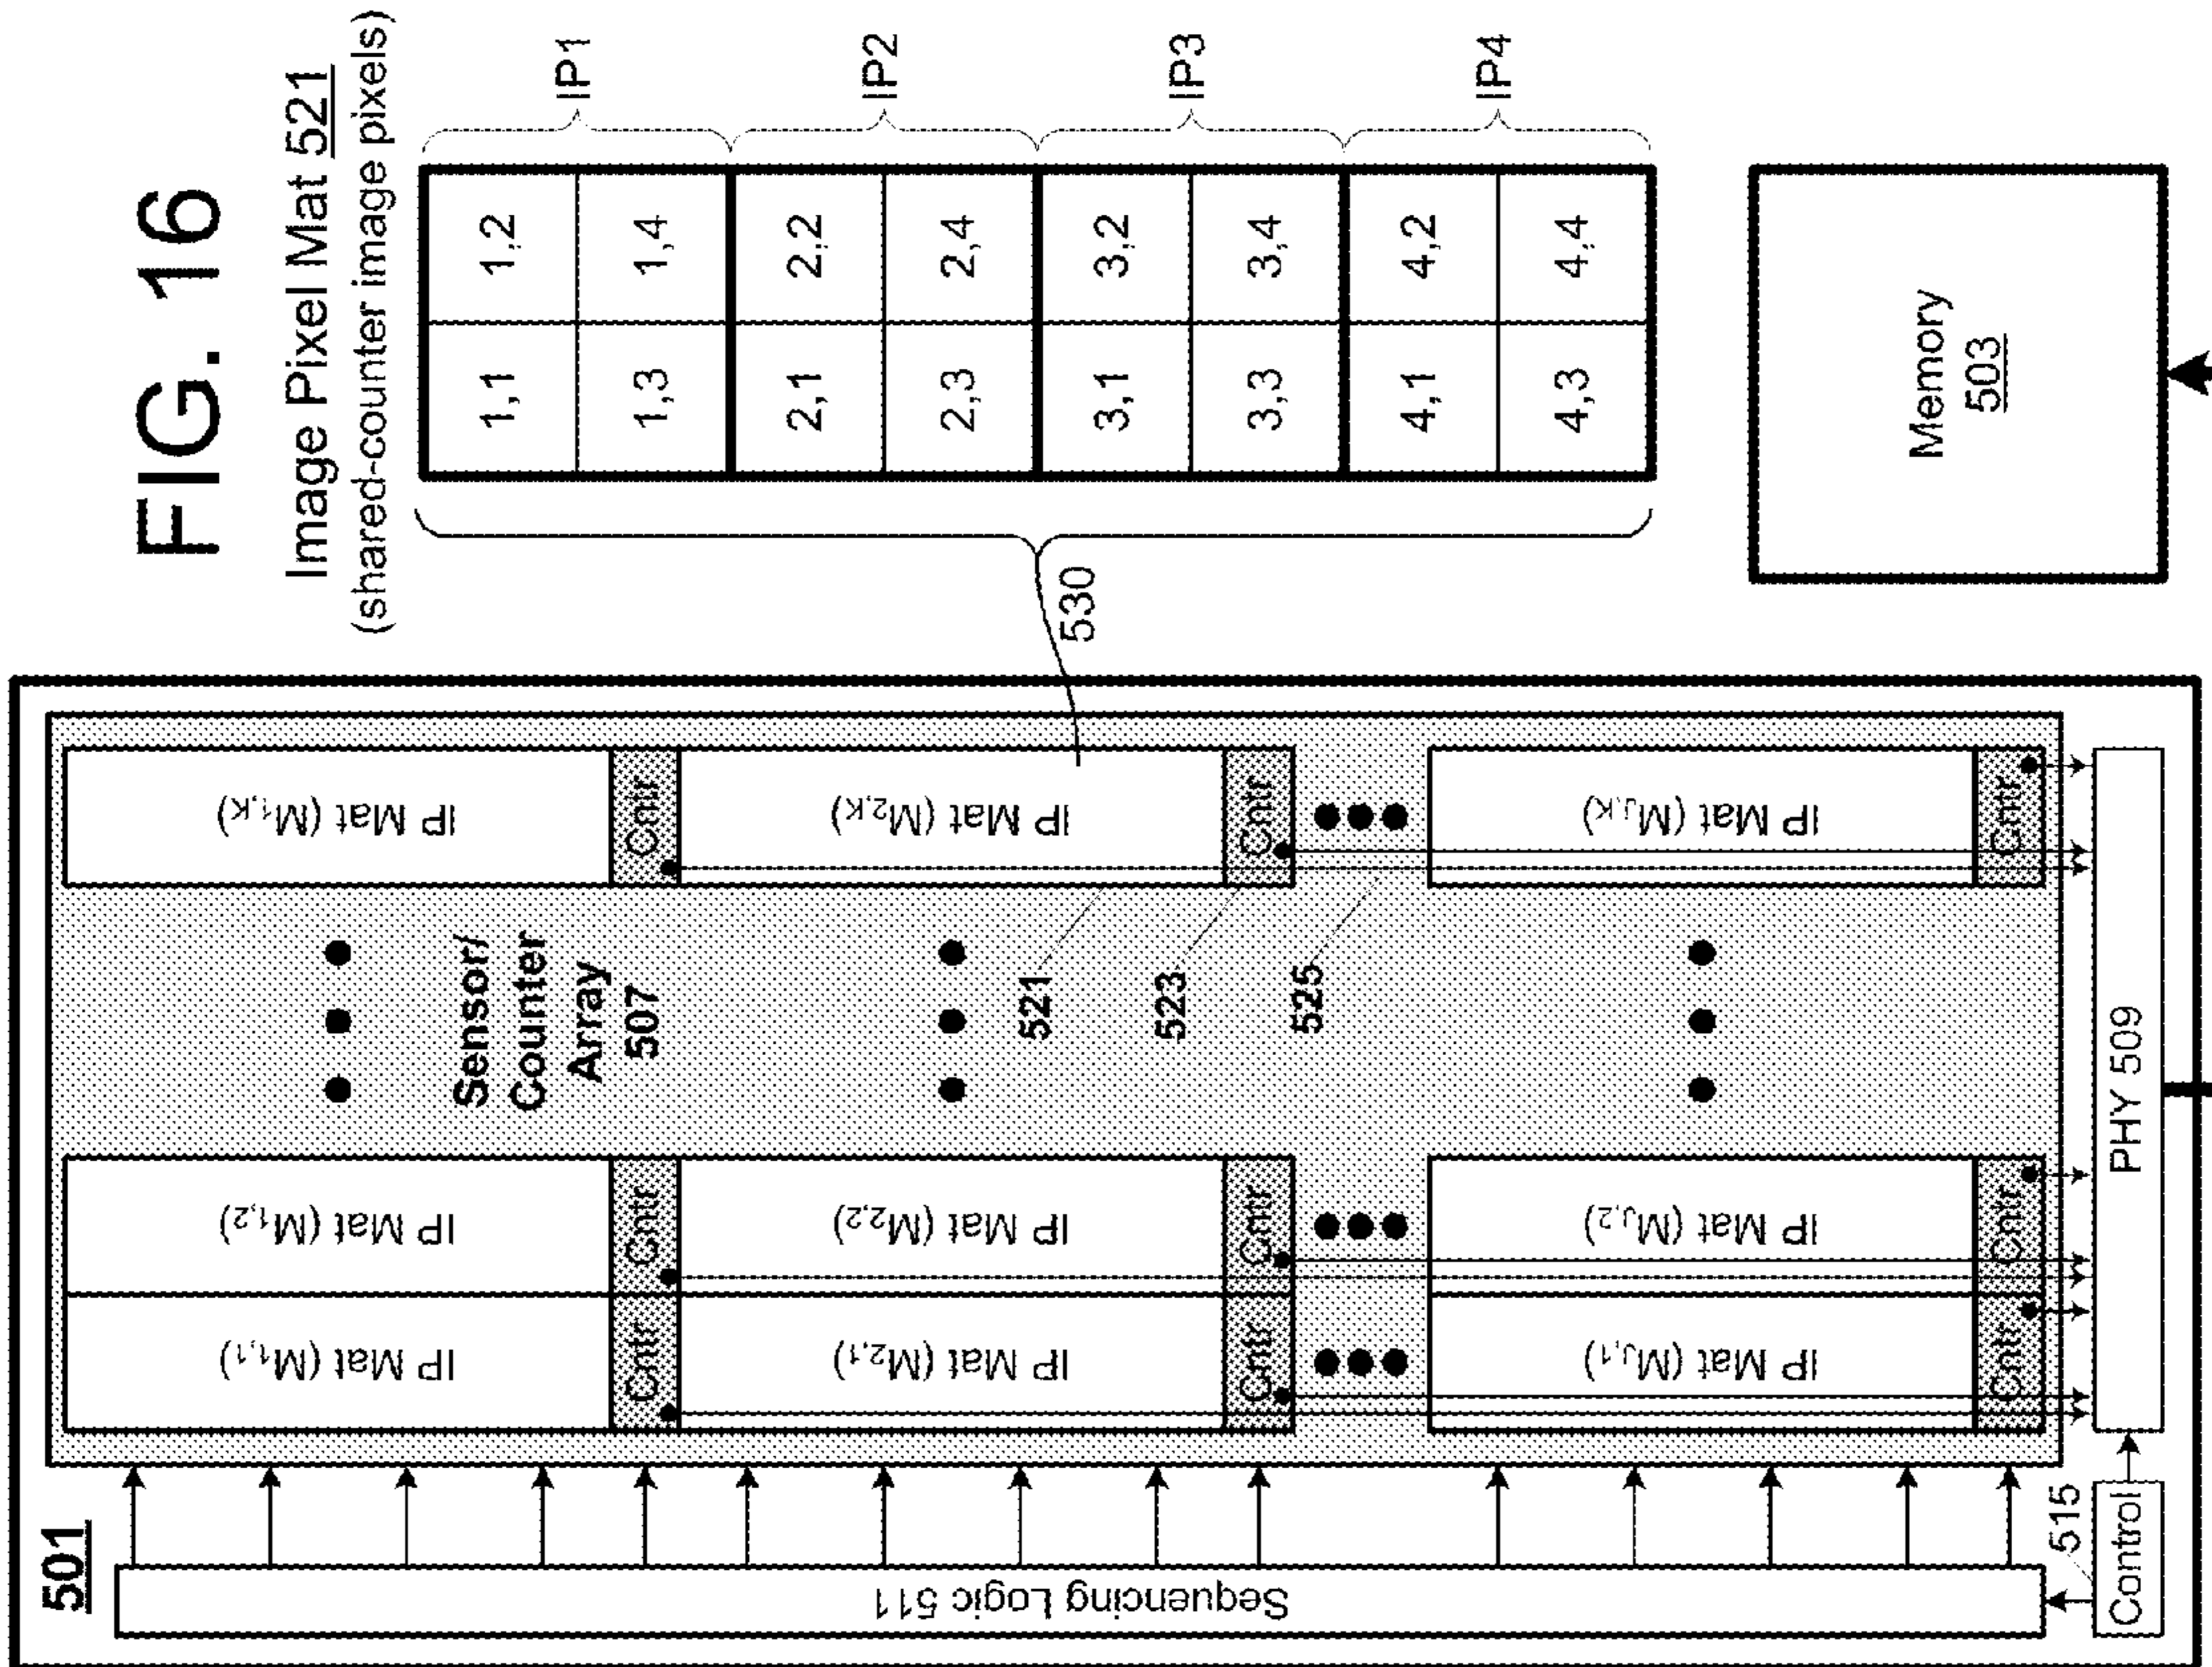 FIG. 16
Image Pixel Mat 521
(shared-counter image pixels)
1,1
1,2
IP1
1,3
1,4
2,1
2,2
IP2
2,3
2,4
3,1
3,2
IP3
3,3
3,4
4,1
4,2
IP4
4,3
4,4
530
Memory
503
501
Sequencing Logic 511
IP Mat (M1,1)
IP Mat (M1,2)
IP Mat (M1,K)
Sensor/
Counter
Array
507
Cntr
Cntr
Cntr
IP Mat (M2,1)
IP Mat (M2,2)
IP Mat (M2,K)
521
523
525
Cntr
Cntr
Cntr
IP Mat (MJ,1)
IP Mat (MJ,2)
IP Mat (MJ,K)
Cntr
Cntr
Cntr
515
Control
PHY 509